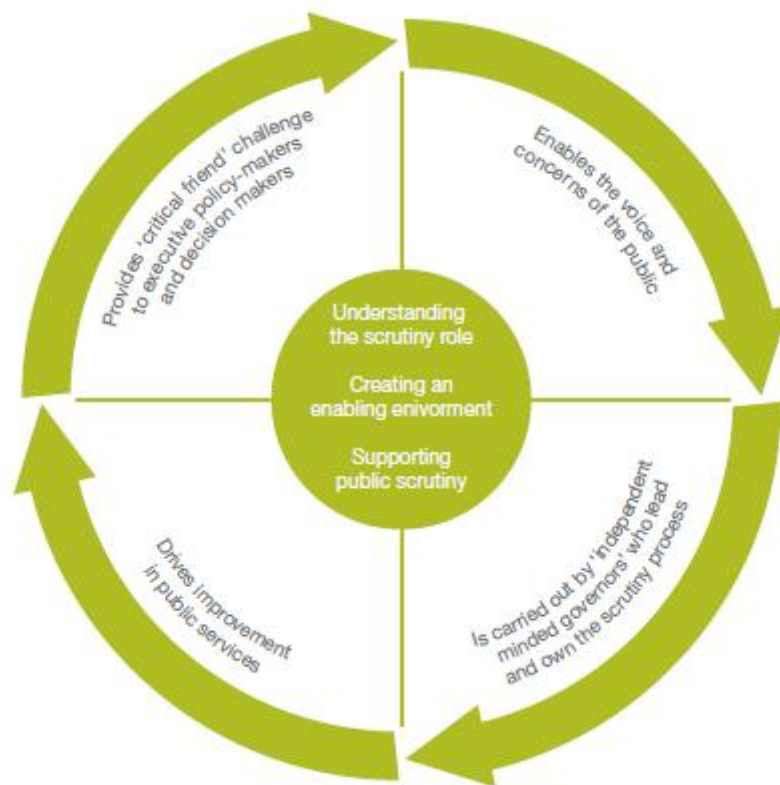 Provides 'critical friend' challenge
to executive policy-makers
and decision makers
Enables the voice and
concerns of the public
Understanding
the scrutiny role
Creating an
enabling enivorment
Supporting
public scrutiny
Drives improvement
in public services
Is carried out by 'independent
minded governors' who lead
and own the scrutiny process